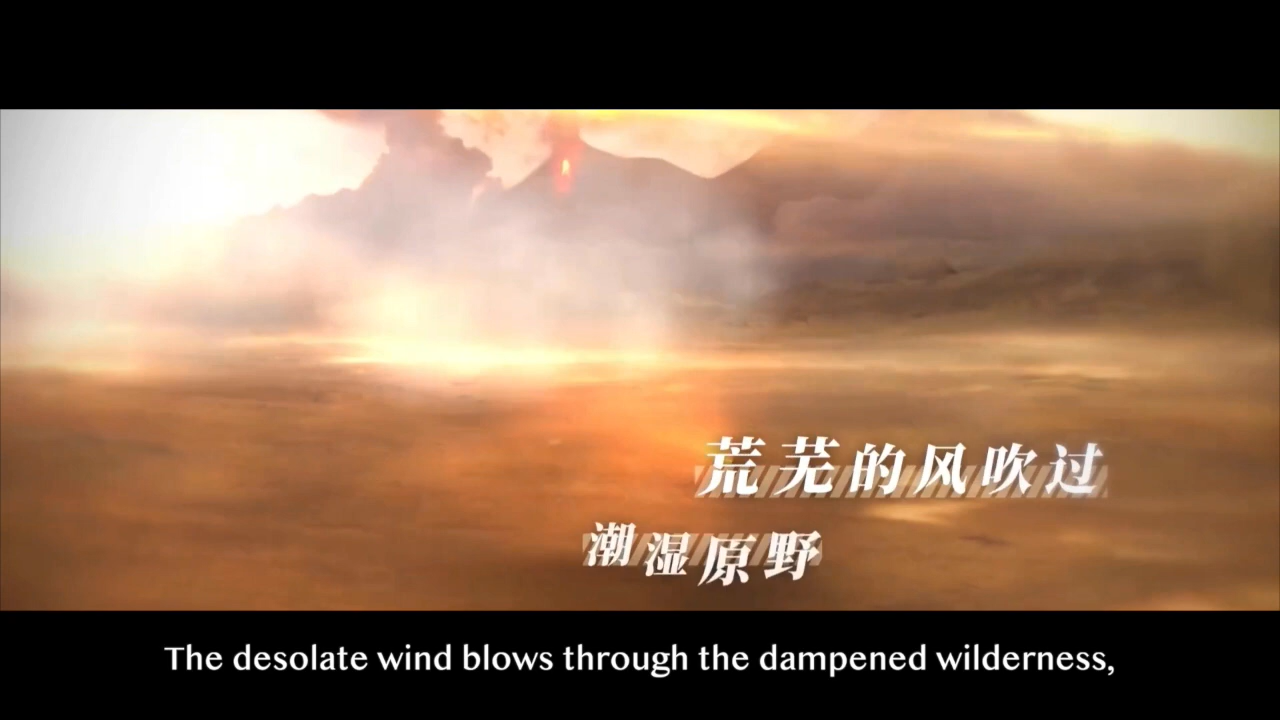 荒芜的风吹过
潮湿原野
The desolate wind blows through the dampened wilderness,